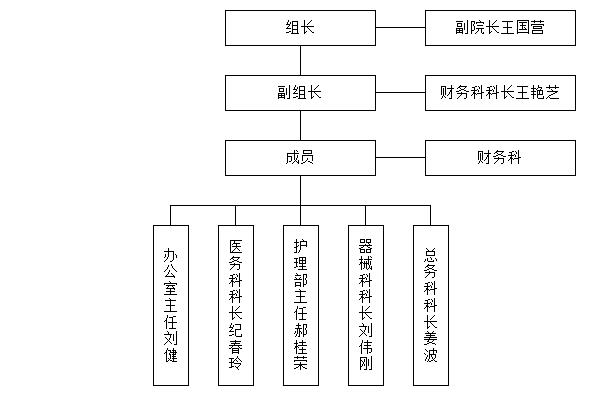 组长
副院长王国营
副组长
财务科科长王艳芝
成员
财务科
办公室主任刘健
医务科科长纪春玲
护理部主任郝桂荣
器械科科长刘伟刚
总务科科长姜波